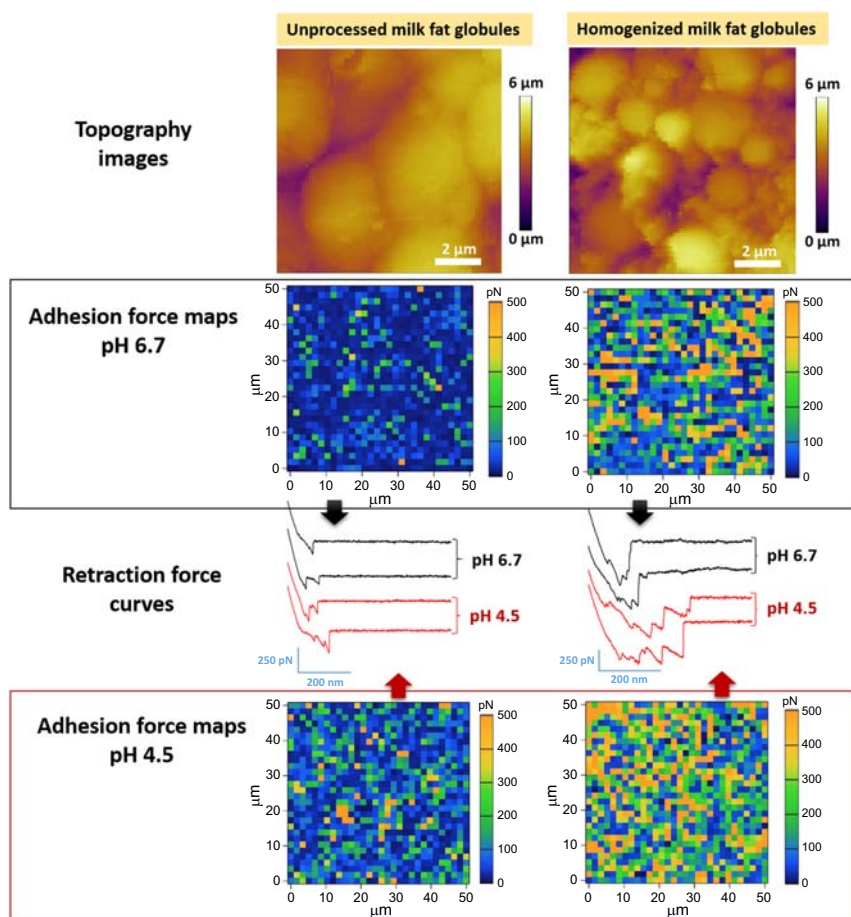 Unprocessed milk fat globules
Homogenized milk fat globules
Topography
images
6 μm
0 μm
2 μm
6 μm
0 μm
2 μm
Adhesion force maps
pH 6.7
50
40
30
20
10
0
μm
0 10 20 30 40 50
μm
pN
500
400
300
200
100
0
50
40
30
20
10
0
μm
0 10 20 30 40 50
μm
pN
500
400
300
200
100
0
Retraction force
curves
pH 6.7
pH 4.5
250 pN
200 nm
pH 6.7
pH 4.5
250 pN
200 nm
Adhesion force maps
pH 4.5
50
40
30
20
10
0
μm
0 10 20 30 40 50
μm
pN
500
400
300
200
100
0
50
40
30
20
10
0
μm
0 10 20 30 40 50
μm
pN
500
400
300
200
100
0